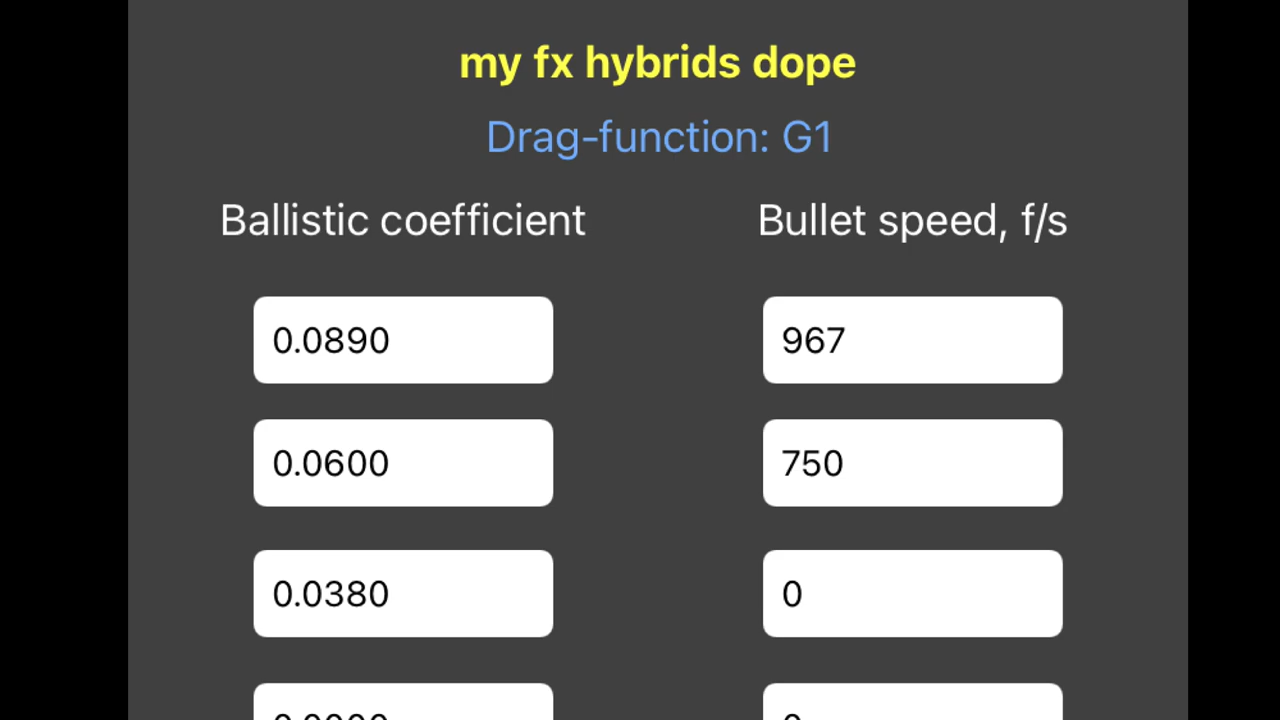 my fx hybrids dope
Drag-function: G1
Ballistic coefficient Bullet speed, f/s
0.0890 967
0.0600 750
0.0380 0